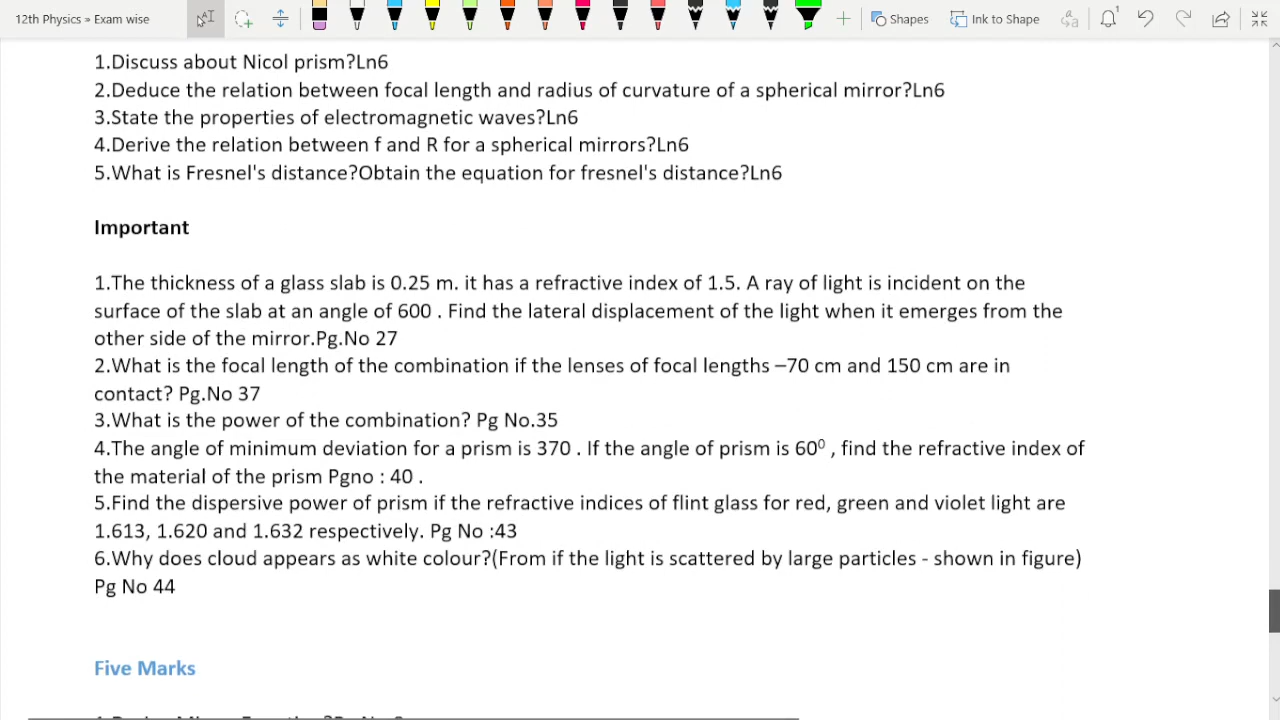 12th Physics » Exam wise
Shapes
Ink to Shape
1.Discuss about Nicol prism?Ln6
2.Deduce the relation between focal length and radius of curvature of a spherical mirror?Ln6
3.State the properties of electromagnetic waves?Ln6
4.Derive the relation between f and R for a spherical mirrors?Ln6
5.What is Fresnel's distance?Obtain the equation for fresnel's distance?Ln6
Important
1.The thickness of a glass slab is 0.25 m. it has a refractive index of 1.5. A ray of light is incident on the
surface of the slab at an angle of 600 . Find the lateral displacement of the light when it emerges from the
other side of the mirror.Pg.No 27
2.What is the focal length of the combination if the lenses of focal lengths –70 cm and 150 cm are in
contact? Pg.No 37
3.What is the power of the combination? Pg No.35
4.The angle of minimum deviation for a prism is 370 . If the angle of prism is 60⁰ , find the refractive index of
the material of the prism Pgno : 40 .
5.Find the dispersive power of prism if the refractive indices of flint glass for red, green and violet light are
1.613, 1.620 and 1.632 respectively. Pg No :43
6.Why does cloud appears as white colour?(From if the light is scattered by large particles - shown in figure)
Pg No 44
Five Marks